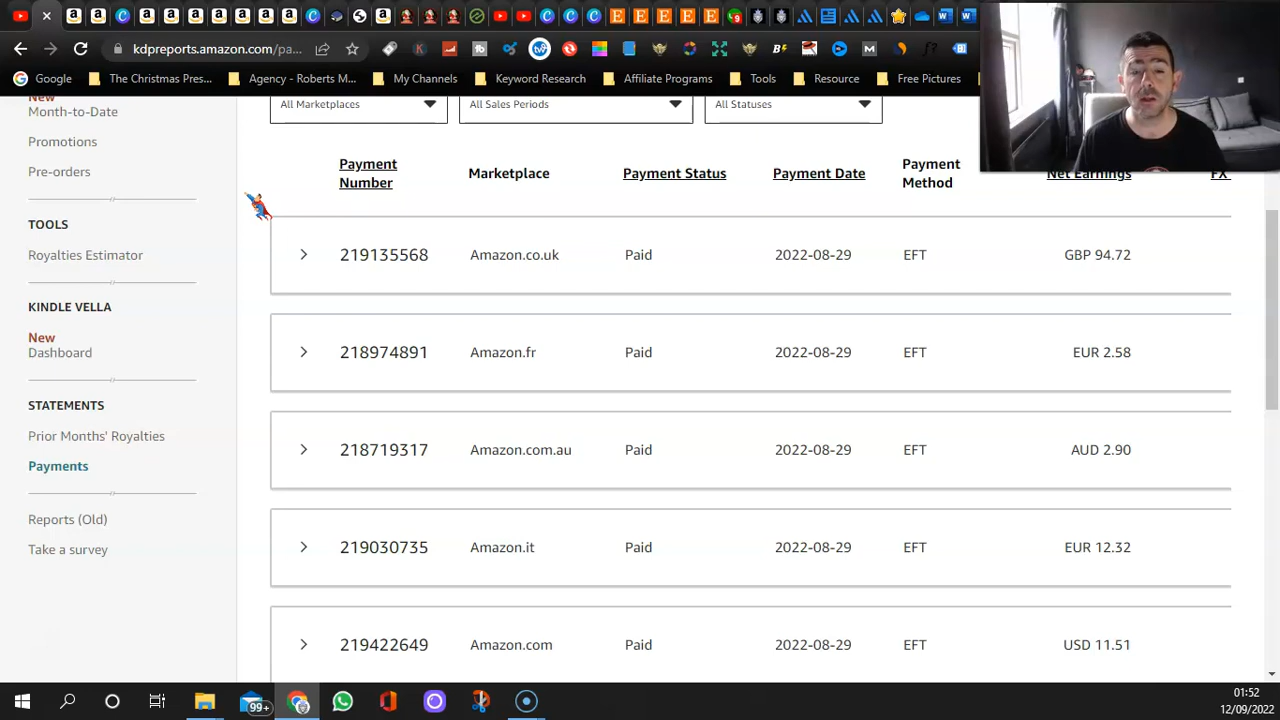 kdpreports.amazon.com/pa...
Google
The Christmas Pres...
Agency - Roberts M...
My Channels
Keyword Research
Affiliate Programs
Tools
Resource
Free Pictures
New
Month-to-Date
Promotions
Pre-orders
TOOLS
Royalties Estimator
KINDLE VELLA
New
Dashboard
STATEMENTS
Prior Months' Royalties
Payments
Reports (Old)
Take a survey
All Marketplaces
All Sales Periods
All Statuses
Payment Number
Marketplace
Payment Status
Payment Date
Payment Method
Net Earnings
FX
219135568 Amazon.co.uk Paid 2022-08-29 EFT GBP 94.72
218974891 Amazon.fr Paid 2022-08-29 EFT EUR 2.58
218719317 Amazon.com.au Paid 2022-08-29 EFT AUD 2.90
219030735 Amazon.it Paid 2022-08-29 EFT EUR 12.32
219422649 Amazon.com Paid 2022-08-29 EFT USD 11.51
99+
01:52
12/09/2022